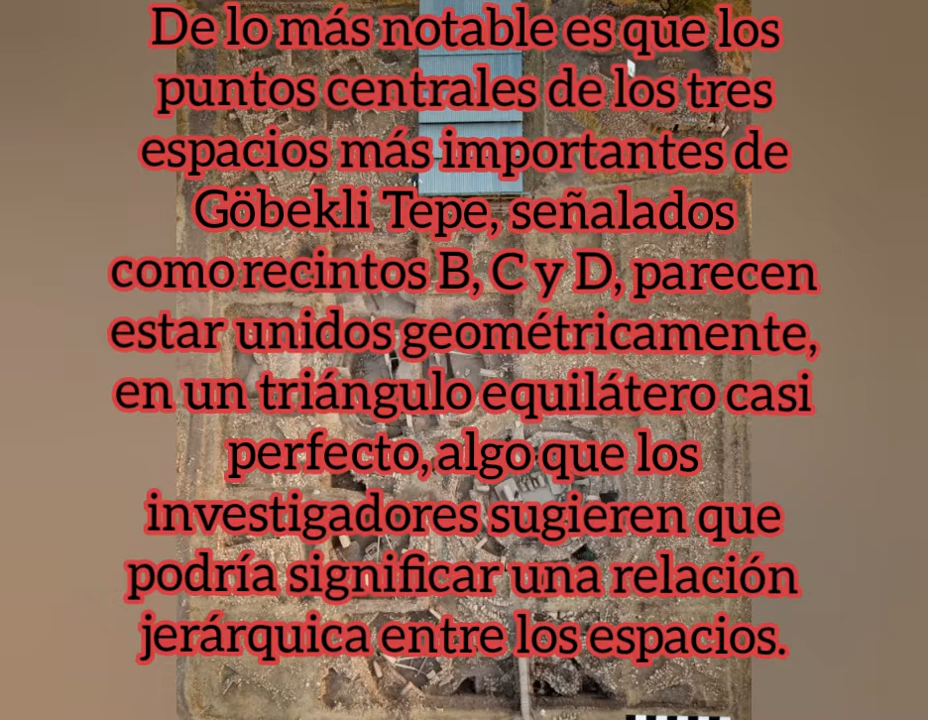 De lo más notable es que los
puntos centrales de los tres
espacios más importantes de
Göbekli Tepe, señalados
como recintos B, C y D, parecen
estar unidos geométricamente,
en un triángulo equilátero casi
perfecto, algo que los
investigadores sugieren que
podría significar una relación
jerárquica entre los espacios.